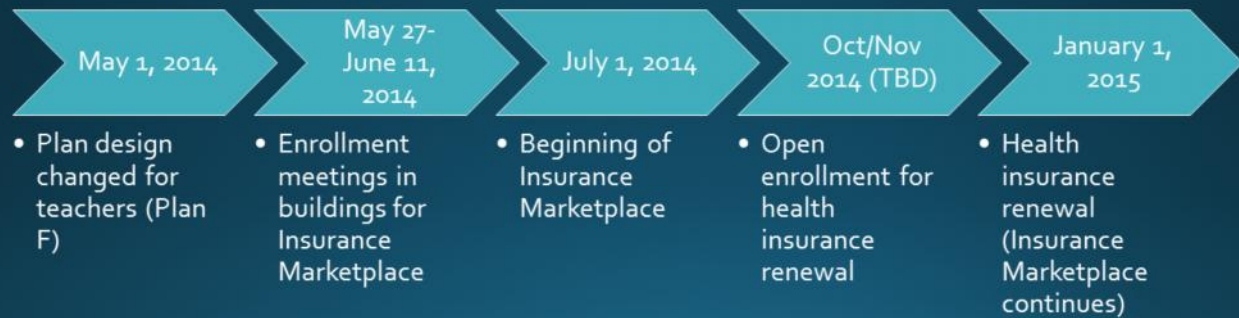 May 1, 2014
May 27-
June 11,
2014
July 1, 2014
Oct/Nov
2014 (TBD)
January 1,
2015
• Plan design
changed for
teachers (Plan
F)
• Enrollment
meetings in
buildings for
Insurance
Marketplace
• Beginning of
Insurance
Marketplace
• Open
enrollment for
health
insurance
renewal
• Health
insurance
renewal
(Insurance
Marketplace
continues)